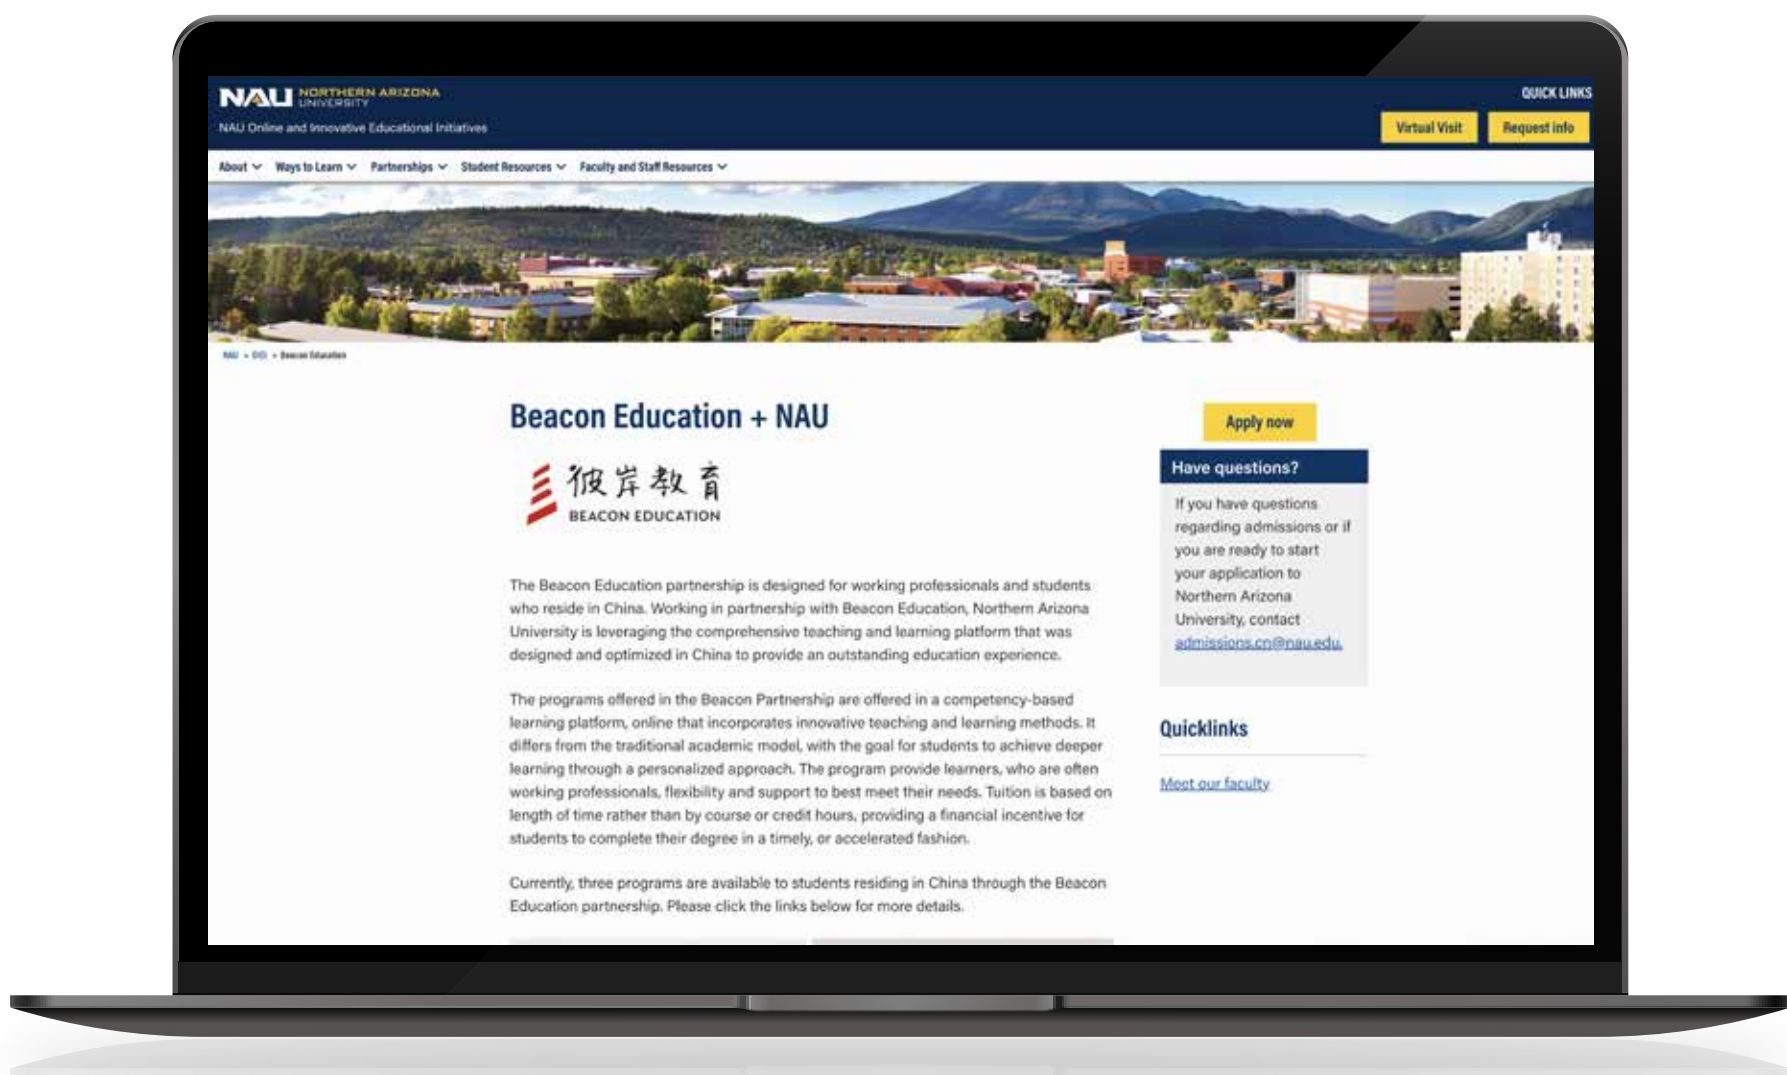 NAU NORTHERN ARIZONA
UNIVERSITY
QUICK LINKS
NAU Online and Innovative Educational Initiatives
Virtual Visit
Request info
About
Ways to Learn
Partnerships
Student Resources
Faculty and Staff Resources
NAU » OIEI » Beacon Education
Beacon Education + NAU
彼岸教育
BEACON EDUCATION
The Beacon Education partnership is designed for working professionals and students
who reside in China. Working in partnership with Beacon Education, Northern Arizona
University is leveraging the comprehensive teaching and learning platform that was
designed and optimized in China to provide an outstanding education experience.
The programs offered in the Beacon Partnership are offered in a competency-based
learning platform, online that incorporates innovative teaching and learning methods. It
differs from the traditional academic model, with the goal for students to achieve deeper
learning through a personalized approach. The program provide learners, who are often
working professionals, flexibility and support to best meet their needs. Tuition is based on
length of time rather than by course or credit hours, providing a financial incentive for
students to complete their degree in a timely, or accelerated fashion.
Currently, three programs are available to students residing in China through the Beacon
Education partnership. Please click the links below for more details.
Apply now
Have questions?
If you have questions
regarding admissions or if
you are ready to start
your application to
Northern Arizona
University, contact
admissions.cn@nau.edu.
Quicklinks
Meet our faculty